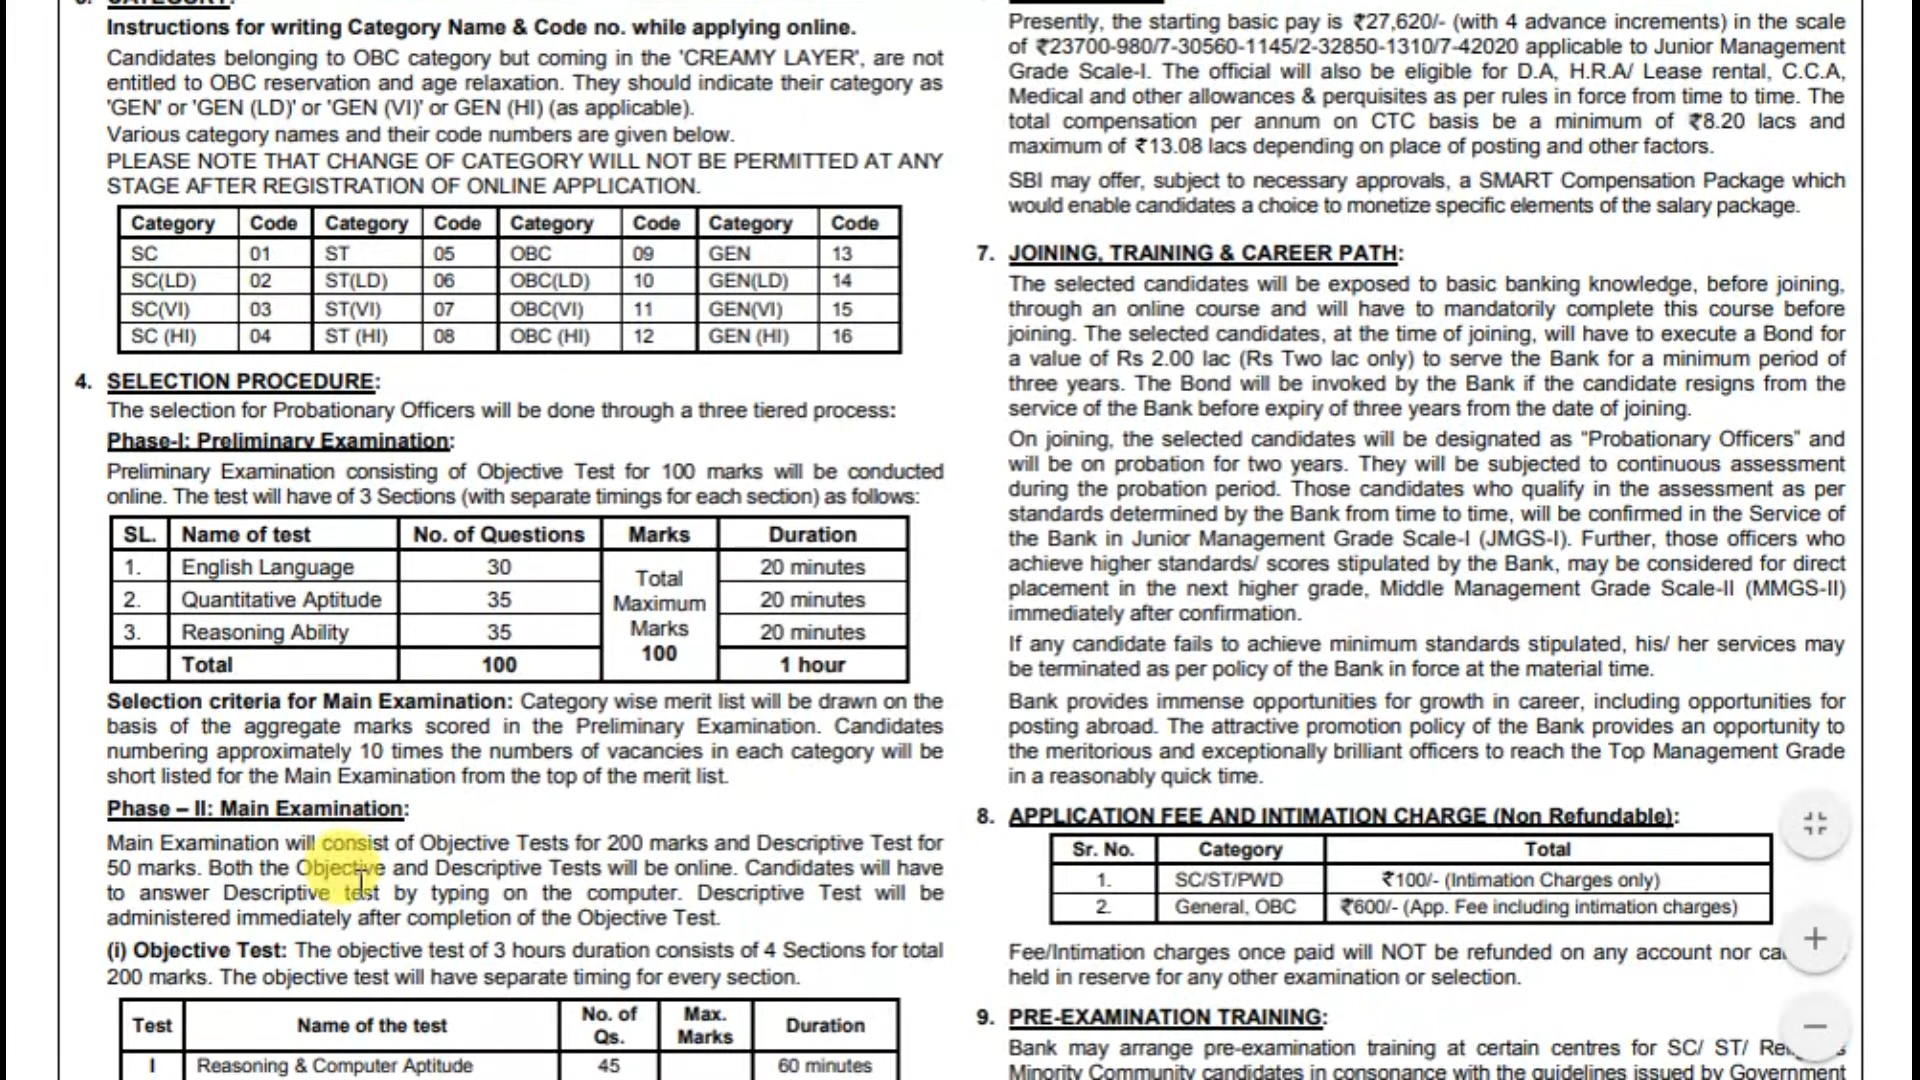 3. CATEGORY:
Instructions for writing Category Name & Code no. while applying online.
Candidates belonging to OBC category but coming in the 'CREAMY LAYER', are not
entitled to OBC reservation and age relaxation. They should indicate their category as
'GEN' or 'GEN (LD)' or 'GEN (VI)' or GEN (HI) (as applicable).
Various category names and their code numbers are given below.
PLEASE NOTE THAT CHANGE OF CATEGORY WILL NOT BE PERMITTED AT ANY
STAGE AFTER REGISTRATION OF ONLINE APPLICATION.
Category Code Category Code Category Code Category Code
SC 01 ST 05 OBC 09 GEN 13
SC(LD) 02 ST(LD) 06 OBC(LD) 10 GEN(LD) 14
SC(VI) 03 ST(VI) 07 OBC(VI) 11 GEN(VI) 15
SC (HI) 04 ST (HI) 08 OBC (HI) 12 GEN (HI) 16
4. SELECTION PROCEDURE:
The selection for Probationary Officers will be done through a three tiered process:
Phase-I: Preliminary Examination:
Preliminary Examination consisting of Objective Test for 100 marks will be conducted
online. The test will have of 3 Sections (with separate timings for each section) as follows:
SL. Name of test No. of Questions Marks Duration
1. English Language 30 20 minutes
2. Quantitative Aptitude 35 20 minutes
3. Reasoning Ability 35 20 minutes
Total 100 1 hour
Total
Maximum
Marks
100
Selection criteria for Main Examination: Category wise merit list will be drawn on the
basis of the aggregate marks scored in the Preliminary Examination. Candidates
numbering approximately 10 times the numbers of vacancies in each category will be
short listed for the Main Examination from the top of the merit list.
Phase – II: Main Examination:
Main Examination will consist of Objective Tests for 200 marks and Descriptive Test for
50 marks. Both the Objective and Descriptive Tests will be online. Candidates will have
to answer Descriptive test by typing on the computer. Descriptive Test will be
administered immediately after completion of the Objective Test.
(i) Objective Test: The objective test of 3 hours duration consists of 4 Sections for total
200 marks. The objective test will have separate timing for every section.
Test Name of the test No. of Qs. Max. Marks Duration
I Reasoning & Computer Aptitude 45 60 minutes
Presently, the starting basic pay is ₹27,620/- (with 4 advance increments) in the scale
of ₹23700-980/7-30560-1145/2-32850-1310/7-42020 applicable to Junior Management
Grade Scale-I. The official will also be eligible for D.A, H.R.A/ Lease rental, C.C.A,
Medical and other allowances & perquisites as per rules in force from time to time. The
total compensation per annum on CTC basis be a minimum of ₹8.20 lacs and
maximum of ₹13.08 lacs depending on place of posting and other factors.
SBI may offer, subject to necessary approvals, a SMART Compensation Package which
would enable candidates a choice to monetize specific elements of the salary package.
7. JOINING, TRAINING & CAREER PATH:
The selected candidates will be exposed to basic banking knowledge, before joining,
through an online course and will have to mandatorily complete this course before
joining. The selected candidates, at the time of joining, will have to execute a Bond for
a value of Rs 2.00 lac (Rs Two lac only) to serve the Bank for a minimum period of
three years. The Bond will be invoked by the Bank if the candidate resigns from the
service of the Bank before expiry of three years from the date of joining.
On joining, the selected candidates will be designated as "Probationary Officers" and
will be on probation for two years. They will be subjected to continuous assessment
during the probation period. Those candidates who qualify in the assessment as per
standards determined by the Bank from time to time, will be confirmed in the Service of
the Bank in Junior Management Grade Scale-I (JMGS-I). Further, those officers who
achieve higher standards/ scores stipulated by the Bank, may be considered for direct
placement in the next higher grade, Middle Management Grade Scale-II (MMGS-II)
immediately after confirmation.
If any candidate fails to achieve minimum standards stipulated, his/ her services may
be terminated as per policy of the Bank in force at the material time.
Bank provides immense opportunities for growth in career, including opportunities for
posting abroad. The attractive promotion policy of the Bank provides an opportunity to
the meritorious and exceptionally brilliant officers to reach the Top Management Grade
in a reasonably quick time.
8. APPLICATION FEE AND INTIMATION CHARGE (Non Refundable):
Sr. No. Category Total
1. SC/ST/PWD ₹100/- (Intimation Charges only)
2. General, OBC ₹600/- (App. Fee including intimation charges)
Fee/Intimation charges once paid will NOT be refunded on any account nor
held in reserve for any other examination or selection.
9. PRE-EXAMINATION TRAINING:
Bank may arrange pre-examination training at certain centres for SC/ ST/
Minority Community candidates in consonance with the guidelines issued by Government